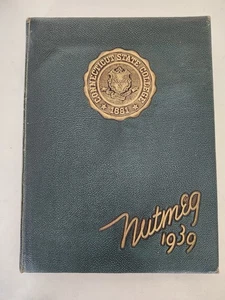 CONNECTICUT STATE COLLEGE
1881
Nutmeg
1939